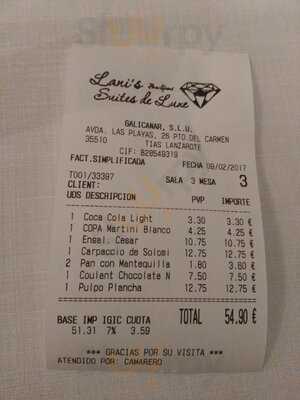 Lani's Boutique
Suites de Luxe
GALICANAR, S.L.U.
AVDA. LAS PLAYAS, 26 PTO.DEL CARMEN
35510 TIAS LANZAROTE
CIF: B28549319
FACT.SIMPLIFICADA FECHA 09/02/2017
T001/33397 SALA 3 MESA 3
CLIENT:
UDS DESCRIPCION PVP IMPORTE
1 Coca Cola Light 3.30 3.30 €
1 COPA Martini Blanco 4.25 4.25 €
1 Ensal. Cesar 10.75 10.75 €
1 Carpaccio de Solomi 12.75 12.75 €
2 Pan con Mantequilla 1.80 3.60 €
1 Coulant Chocolate N 7.50 7.50 €
1 Pulpo Plancha 12.75 12.75 €
BASE IMP IGIC CUOTA TOTAL 54.90 €
51.31 7% 3.59
*** GRACIAS POR SU VISITA ***
ATENDIDO POR: CAMARERO